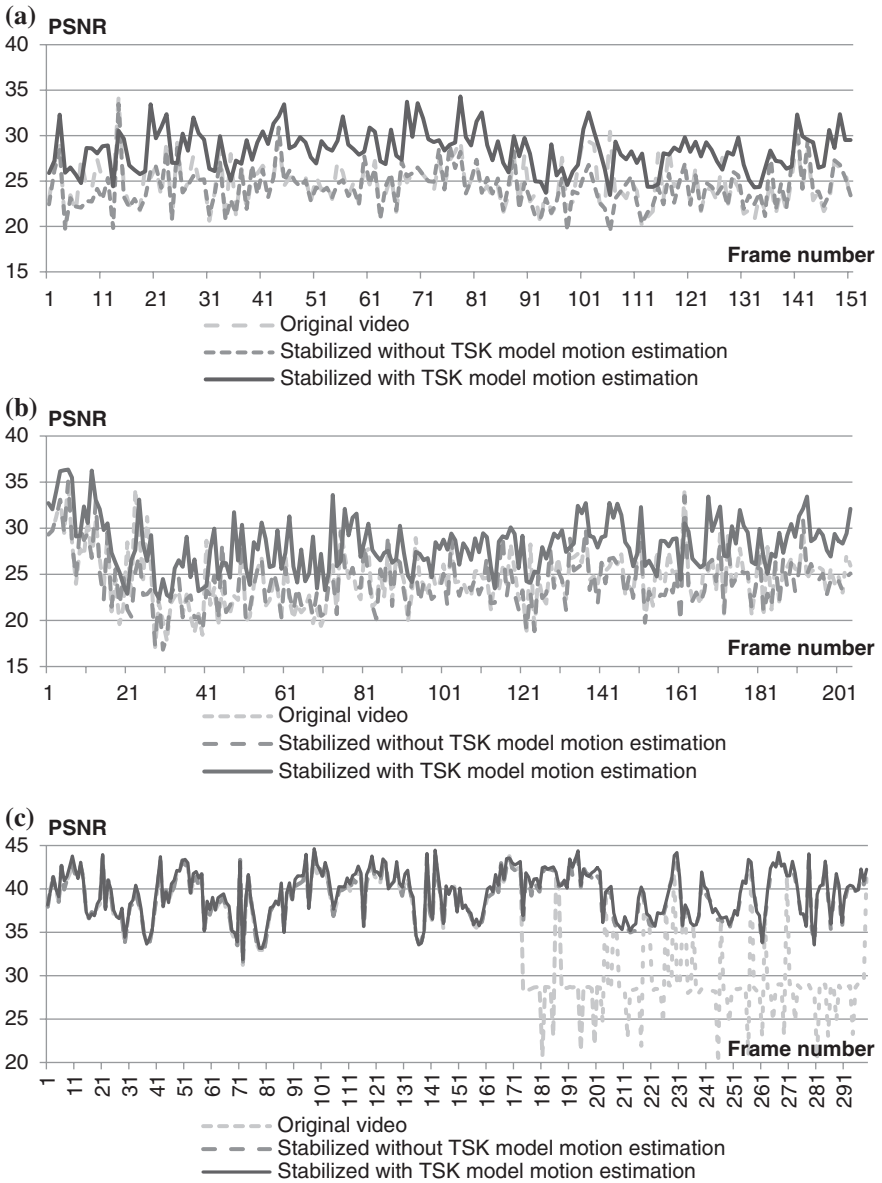 (a) PSNR
40
35
30
25
20
15
Frame number
1 11 21 31 41 51 61 71 81 91 101 111 121 131 141 151
Original video
Stabilized without TSK model motion estimation
Stabilized with TSK model motion estimation
(b) PSNR
40
35
30
25
20
15
Frame number
1 21 41 61 81 101 121 141 161 181 201
Original video
Stabilized without TSK model motion estimation
Stabilized with TSK model motion estimation
(c) PSNR
45
40
35
30
25
20
Frame number
1 11 21 31 41 51 61 71 81 91 101 111 121 131 141 151 161 171 181 191 201 211 221 231 241 251 261 271 281 291
Original video
Stabilized without TSK model motion estimation
Stabilized with TSK model motion estimation